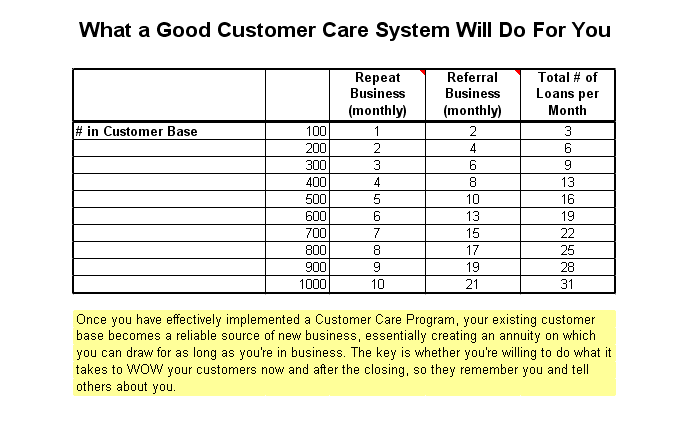 What a Good Customer Care System Will Do For You
Repeat Business (monthly) Referral Business (monthly) Total # of Loans per Month
# in Customer Base 100 1 2 3
200 2 4 6
300 3 6 9
400 4 8 13
500 5 10 16
600 6 13 19
700 7 15 22
800 8 17 25
900 9 19 28
1000 10 21 31
Once you have effectively implemented a Customer Care Program, your existing customer
base becomes a reliable source of new business, essentially creating an annuity on which
you can draw for as long as you're in business. The key is whether you're willing to do what it
takes to WOW your customers now and after the closing, so they remember you and tell
others about you.